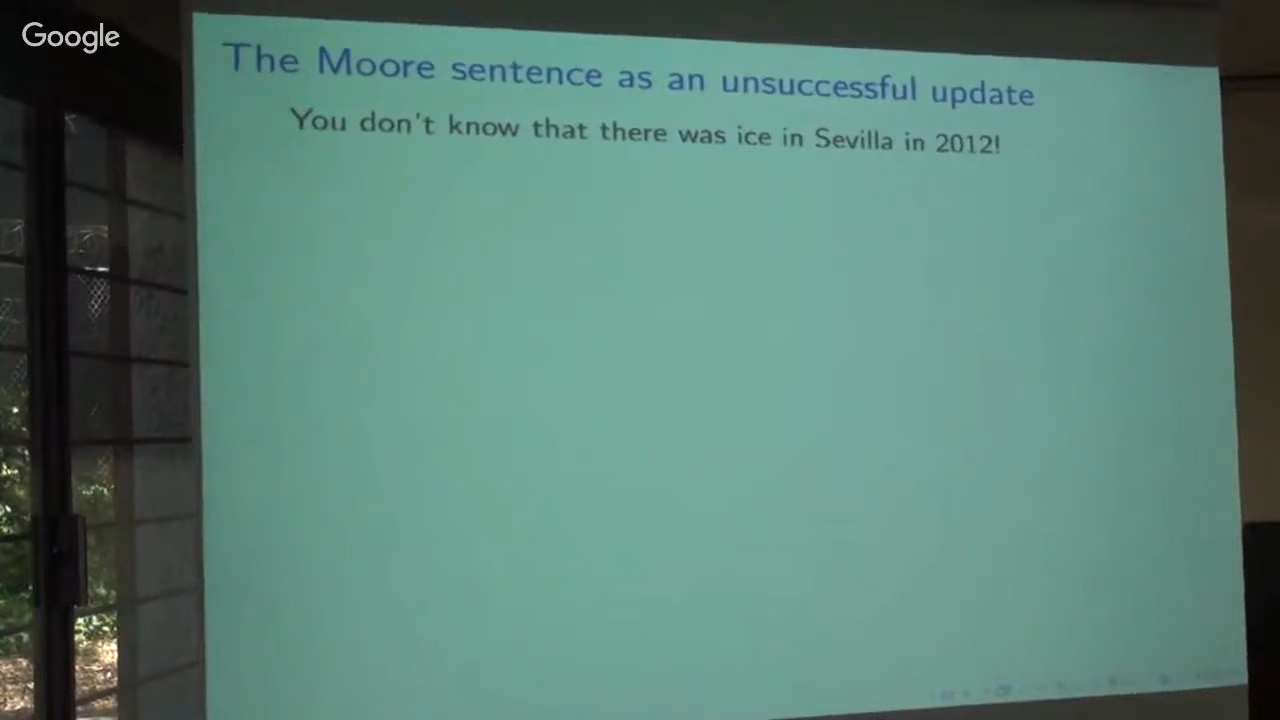 Google
The Moore sentence as an unsuccessful update
You don't know that there was ice in Sevilla in 2012!